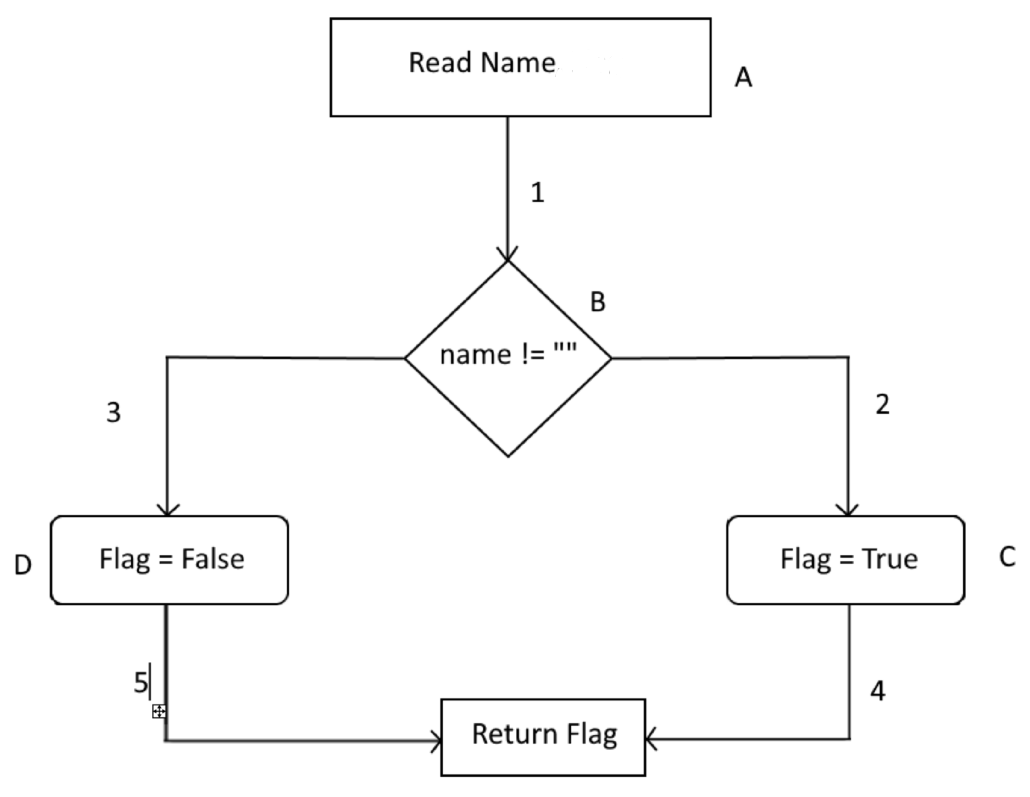 Read Name
A
1
B
name != ""
3
2
D
Flag = False
Flag = True
C
5
4
Return Flag